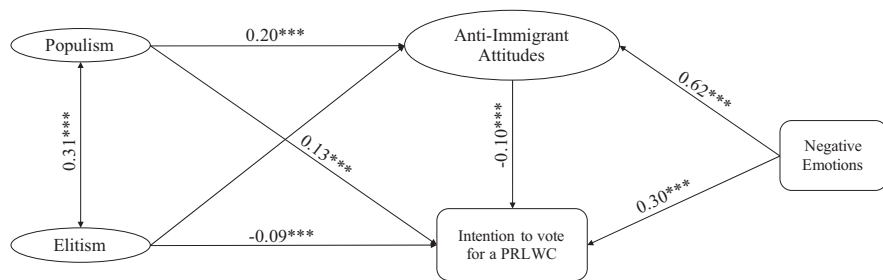 Populism
0.20***
Anti-Immigrant
Attitudes
0.31***
0.13***
-0.10***
0.62***
Negative
Emotions
0.30***
Elitism
-0.09***
Intention to vote
for a PRLWC